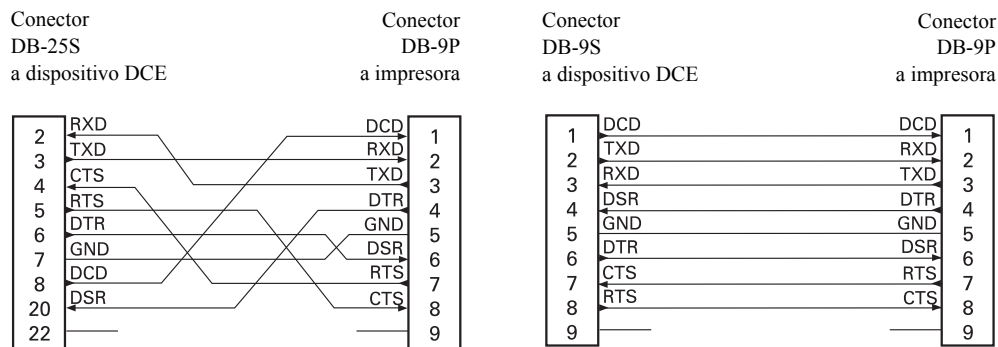 Conector
DB-25S
a dispositivo DCE
Conector
DB-9P
a impresora
2 RXD DCD 1
3 TXD RXD 2
4 CTS TXD 3
5 RTS DTR 4
6 DTR GND 5
7 GND DSR 6
8 DCD RTS 7
20 DSR CTS 8
22 9
Conector
DB-9S
a dispositivo DCE
Conector
DB-9P
a impresora
1 DCD DCD 1
2 TXD RXD 2
3 RXD TXD 3
4 DSR DTR 4
5 GND GND 5
6 DTR DSR 6
7 CTS RTS 7
8 RTS CTS 8
9 9